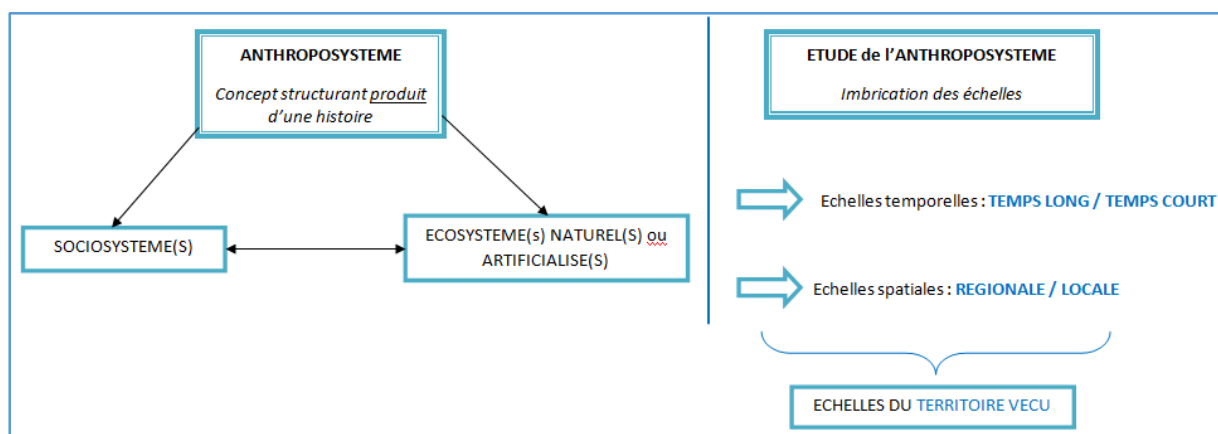 ANTHROPOSYSTEME
Concept structurant produit
d'une histoire
SOCIOSYSTEME(S)
ECOSYSTEME(s) NATUREL(S) ou
ARTIFICIALISE(S)
ETUDE de l'ANTHROPOSYSTEME
Imbrication des échelles
Echelles temporelles : TEMPS LONG / TEMPS COURT
Echelles spatiales : REGIONALE / LOCALE
ECHELLES DU TERRITOIRE VECU